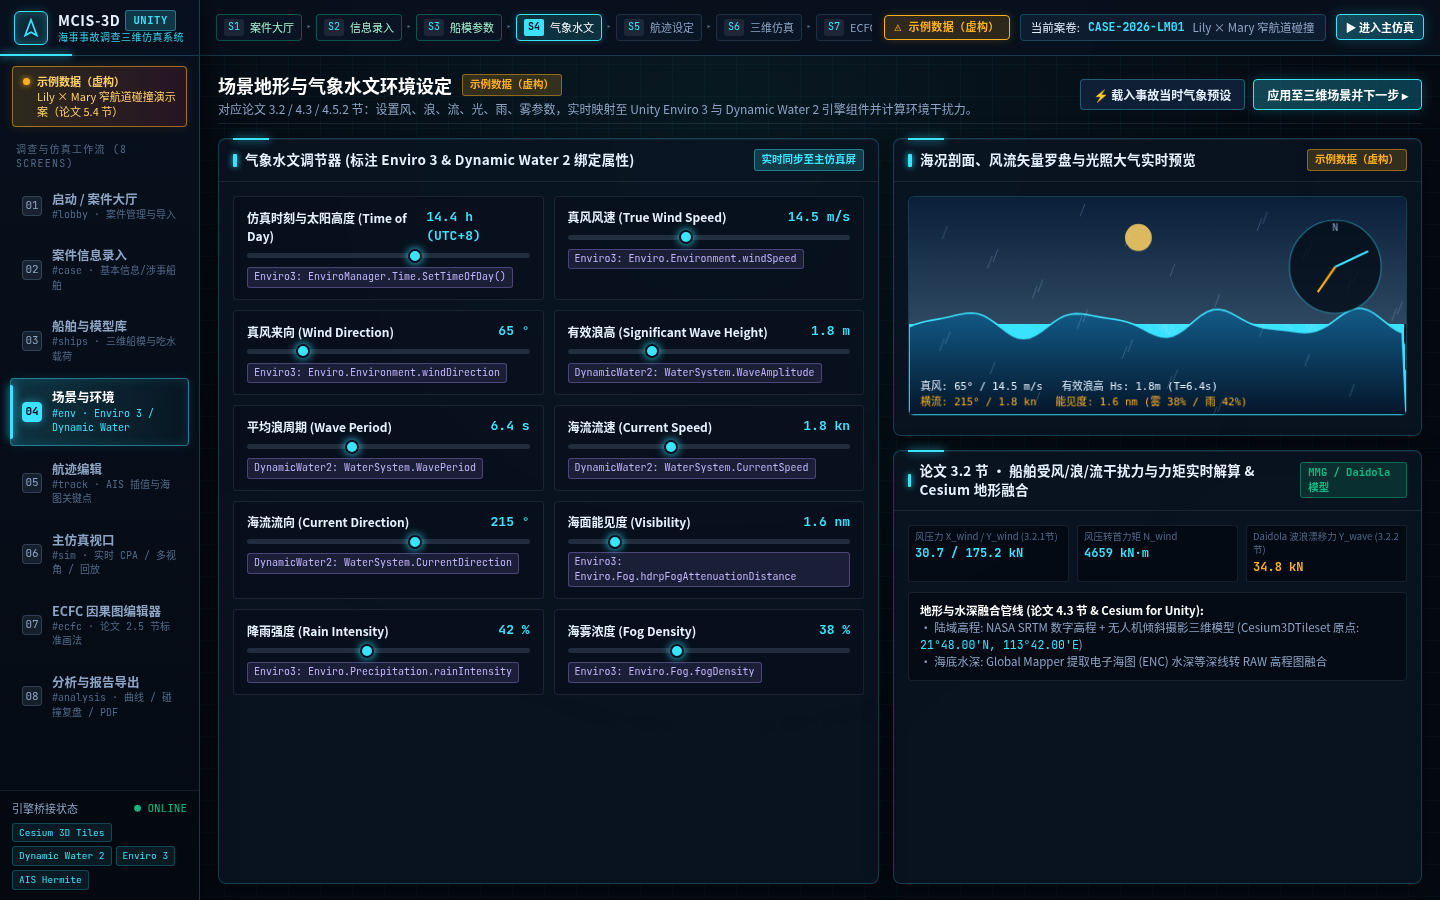 MCIS-3D UNITY
海事事故调查三维仿真系统
S1 案件大厅 · S2 信息录入 · S3 船模参数 · S4 气象水文 · S5 航迹设定 · S6 三维仿真 · S7 ECFC
⚠ 示例数据（虚构）
当前案卷: CASE-2026-LM01 Lily × Mary 窄航道碰撞
▶ 进入主仿真
示例数据（虚构）
Lily × Mary 窄航道碰撞演示
案（论文 5.4 节）
调查与仿真工作流 (8
SCREENS)
01 启动 / 案件大厅
#lobby · 案件管理与导入
02 案件信息录入
#case · 基本信息/涉事船
舶
03 船舶与模型库
#ships · 三维船模与吃水
载荷
04 场景与环境
#env · Enviro 3 /
Dynamic Water
05 航迹编辑
#track · AIS 插值与海
图关键点
06 主仿真视口
#sim · 实时 CPA / 多视
角 / 回放
07 ECFC 因果图编辑器
#ecfc · 论文 2.5 节标
准画法
08 分析与报告导出
#analysis · 曲线 / 碰
撞复盘 / PDF
引擎桥接状态 ● ONLINE
Cesium 3D Tiles
Dynamic Water 2 Enviro 3
AIS Hermite
场景地形与气象水文环境设定 示例数据（虚构）
对应论文 3.2 / 4.3 / 4.5.2 节：设置风、浪、流、光、雨、雾参数，实时映射至 Unity Enviro 3 与 Dynamic Water 2 引擎组件并计算环境干扰力。
⚡ 载入事故当时气象预设
应用至三维场景并下一步 ▸
气象水文调节器 (标注 Enviro 3 & Dynamic Water 2 绑定属性)
实时同步至主仿真屏
仿真时刻与太阳高度 (Time of
Day)
14.4 h
(UTC+8)
Enviro3: EnviroManager.Time.SetTimeOfDay()
真风风速 (True Wind Speed) 14.5 m/s
Enviro3: Enviro.Environment.windSpeed
真风来向 (Wind Direction) 65 °
Enviro3: Enviro.Environment.windDirection
有效浪高 (Significant Wave Height) 1.8 m
DynamicWater2: WaterSystem.WaveAmplitude
平均浪周期 (Wave Period) 6.4 s
DynamicWater2: WaterSystem.WavePeriod
海流流速 (Current Speed) 1.8 kn
DynamicWater2: WaterSystem.CurrentSpeed
海流流向 (Current Direction) 215 °
DynamicWater2: WaterSystem.CurrentDirection
海面能见度 (Visibility) 1.6 nm
Enviro3:
Enviro.Fog.hdrpFogAttenuationDistance
降雨强度 (Rain Intensity) 42 %
Enviro3: Enviro.Precipitation.rainIntensity
海雾浓度 (Fog Density) 38 %
Enviro3: Enviro.Fog.fogDensity
海况剖面、风流矢量罗盘与光照大气实时预览
示例数据（虚构）
N
真风: 65° / 14.5 m/s 有效浪高 Hs: 1.8m (T=6.4s)
横流: 215° / 1.8 kn 能见度: 1.6 nm (雾 38% / 雨 42%)
论文 3.2 节 · 船舶受风/浪/流干扰力与力矩实时解算 &
Cesium 地形融合
MMG / Daidola
模型
风压力 X_wind / Y_wind (3.2.1节)
30.7 / 175.2 kN
风压转首力矩 N_wind
4659 kN·m
Daidola 波浪漂移力 Y_wave (3.2.2
节)
34.8 kN
地形与水深融合管线 (论文 4.3 节 & Cesium for Unity):
• 陆域高程: NASA SRTM 数字高程 + 无人机倾斜摄影三维模型 (Cesium3DTileset 原点:
21°48.00'N, 113°42.00'E)
• 海底水深: Global Mapper 提取电子海图 (ENC) 水深等深线转 RAW 高程图融合